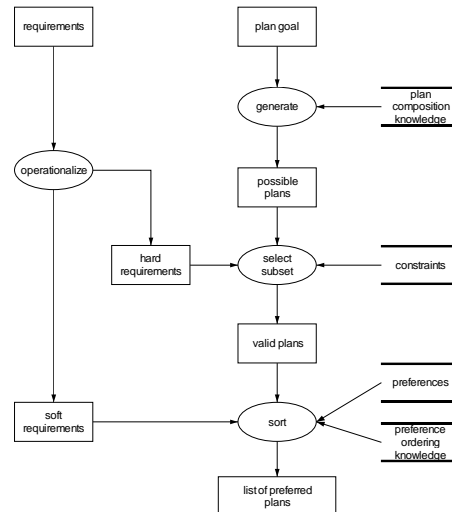 requirements
plan goal
generate
plan
composition
knowledge
operationalize
possible
plans
hard
requirements
select
subset
constraints
valid plans
preferences
soft
requirements
sort
preference
ordering
knowledge
list of preferred
plans